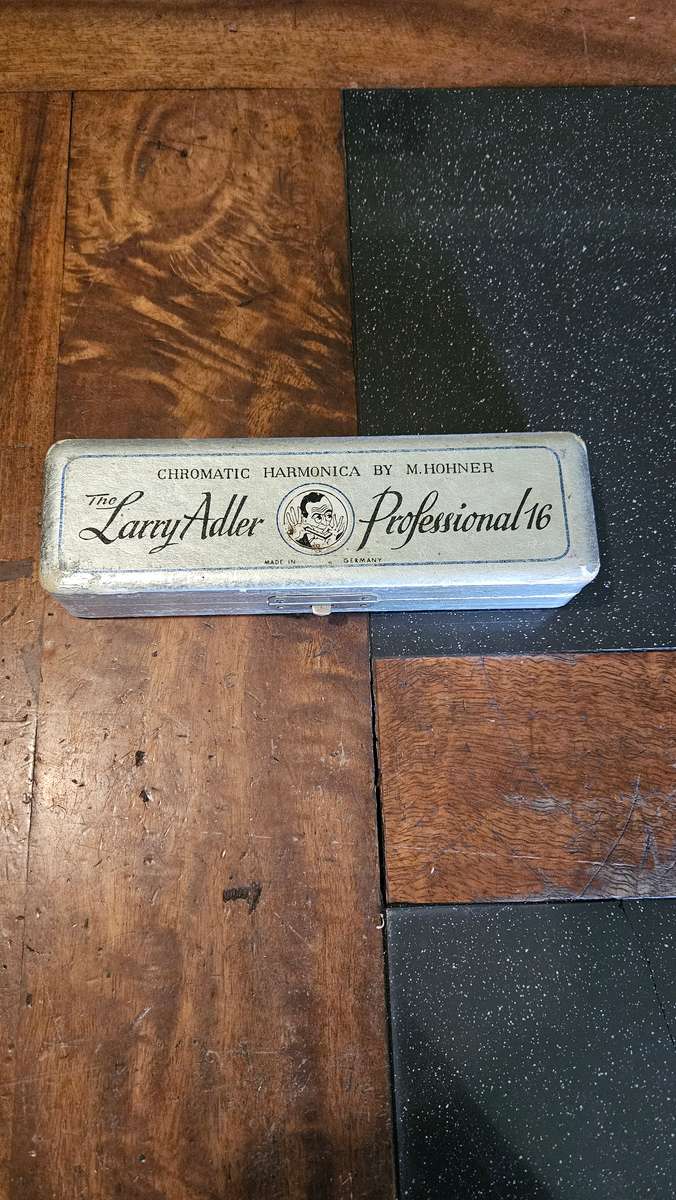 CHROMATIC HARMONICA BY M.HOHNER
The Larry Adler Professional 16
MADE IN GERMANY